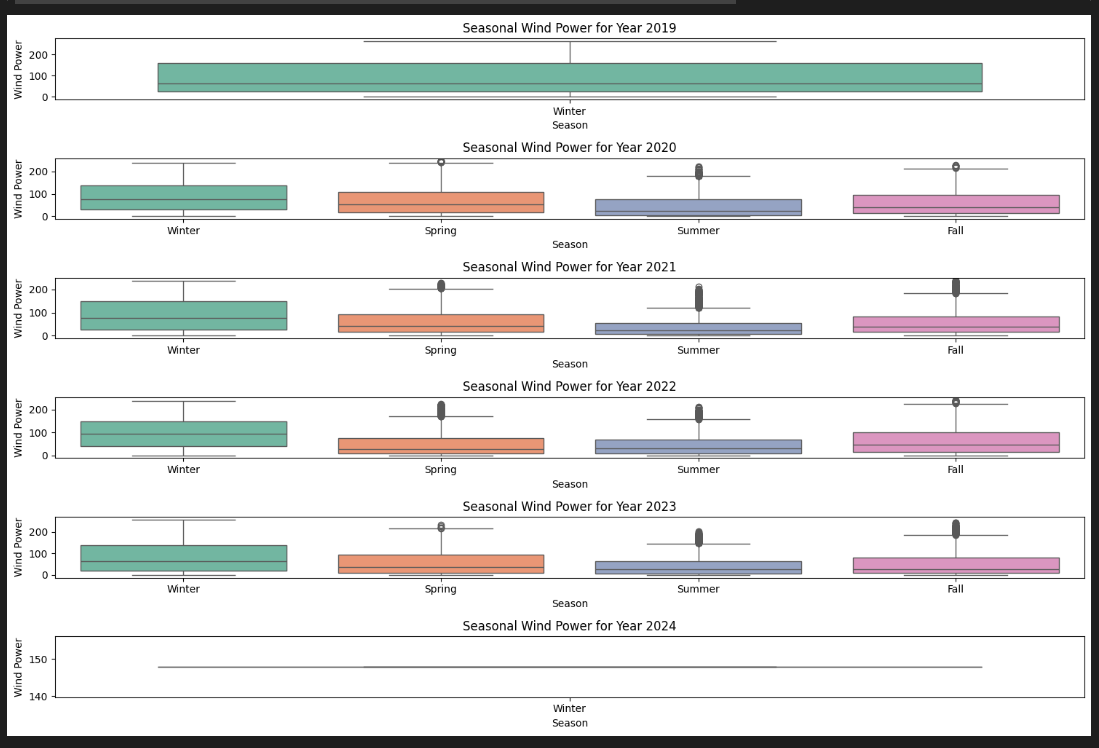 Seasonal Wind Power for Year 2019
Wind Power
200
100
0
Winter
Season
Seasonal Wind Power for Year 2020
Wind Power
200
100
0
Winter Spring Summer Fall
Season
Seasonal Wind Power for Year 2021
Wind Power
200
100
0
Winter Spring Summer Fall
Season
Seasonal Wind Power for Year 2022
Wind Power
200
100
0
Winter Spring Summer Fall
Season
Seasonal Wind Power for Year 2023
Wind Power
200
100
0
Winter Spring Summer Fall
Season
Seasonal Wind Power for Year 2024
Wind Power
150
140
Winter
Season